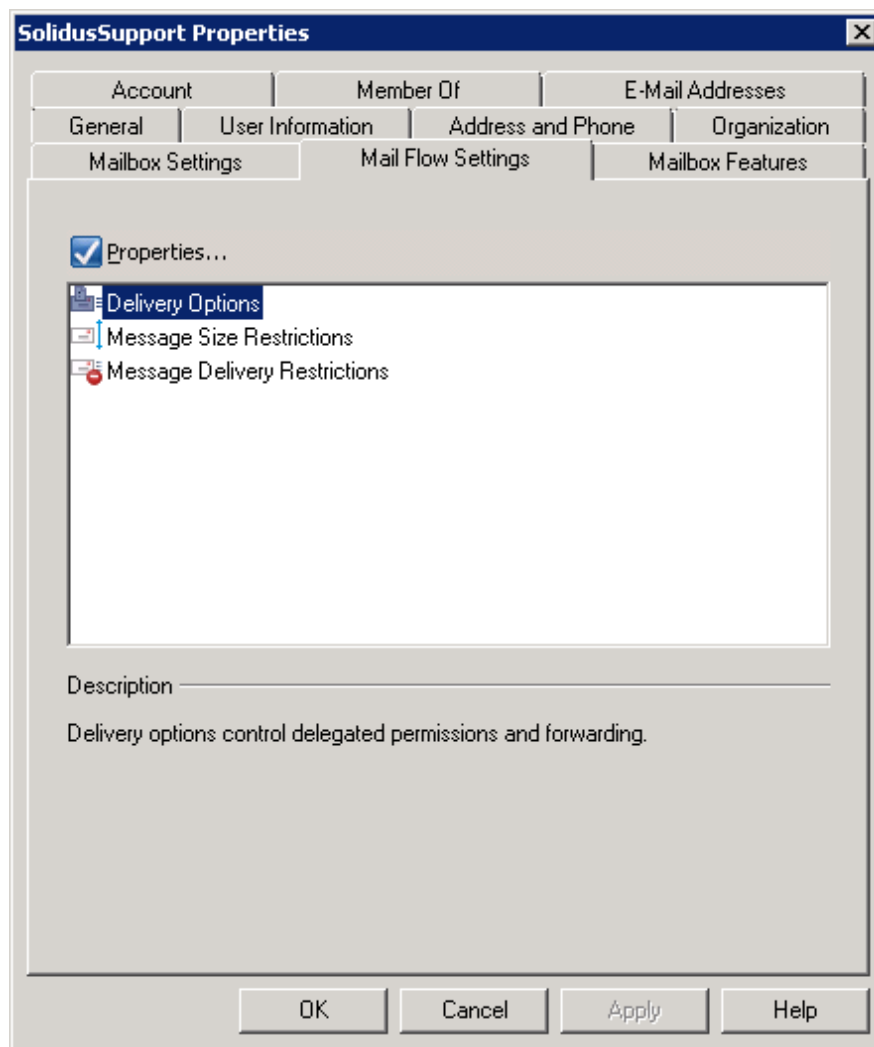 SolidusSupport Properties
Account Member Of E-Mail Addresses
General User Information Address and Phone Organization
Mailbox Settings Mail Flow Settings Mailbox Features
Properties...
Delivery Options
Message Size Restrictions
Message Delivery Restrictions
Description
Delivery options control delegated permissions and forwarding.
OK Cancel Apply Help